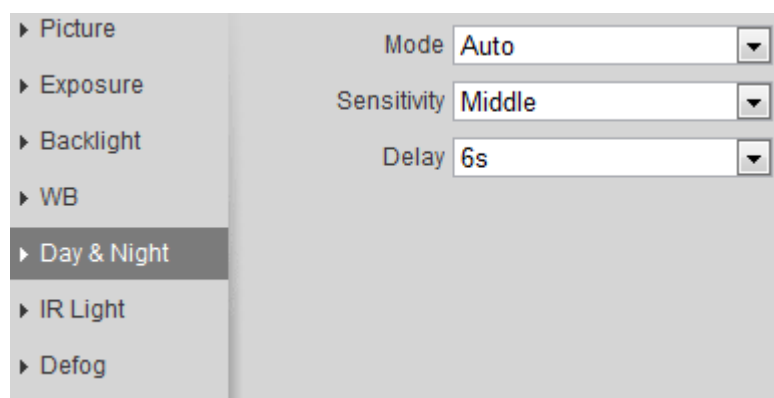 Picture
Exposure
Backlight
WB
Day & Night
IR Light
Defog
Mode Auto
Sensitivity Middle
Delay 6s